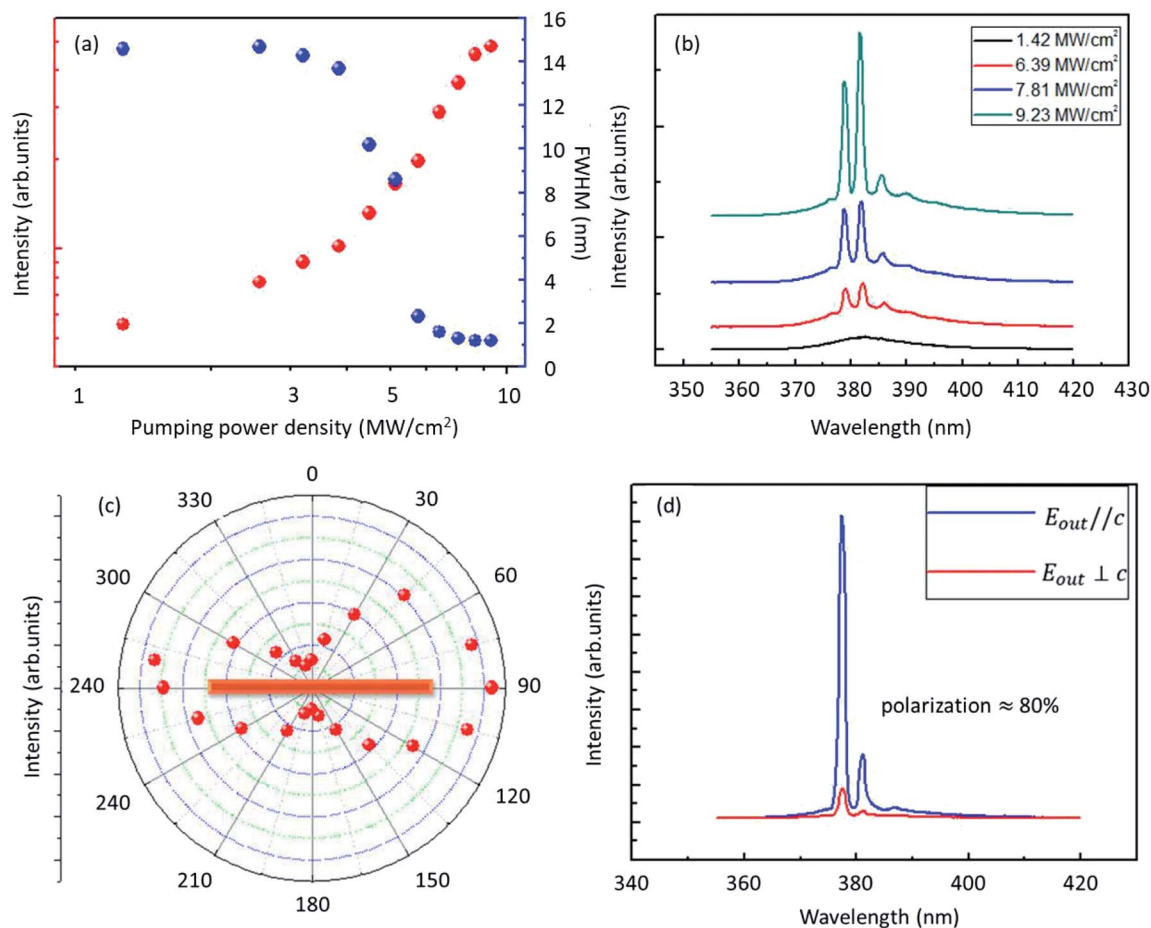 (a)
Intensity (arb.units)
16
14
12
10
8
6
4
2
0
FWHM (nm)
1
3
5
10
Pumping power density (MW/cm²)
(b)
1.42 MW/cm²
6.39 MW/cm²
7.81 MW/cm²
9.23 MW/cm²
Intensity (arb.units)
350
360
370
380
390
400
410
420
430
Wavelength (nm)
(c)
Intensity (arb.units)
Intensity (arb.units)
0
30
60
90
120
150
180
210
240
240
300
330
(d)
E_out//c
E_out ⊥ c
polarization ≈ 80%
Intensity (arb.units)
340
360
380
400
420
Wavelength (nm)